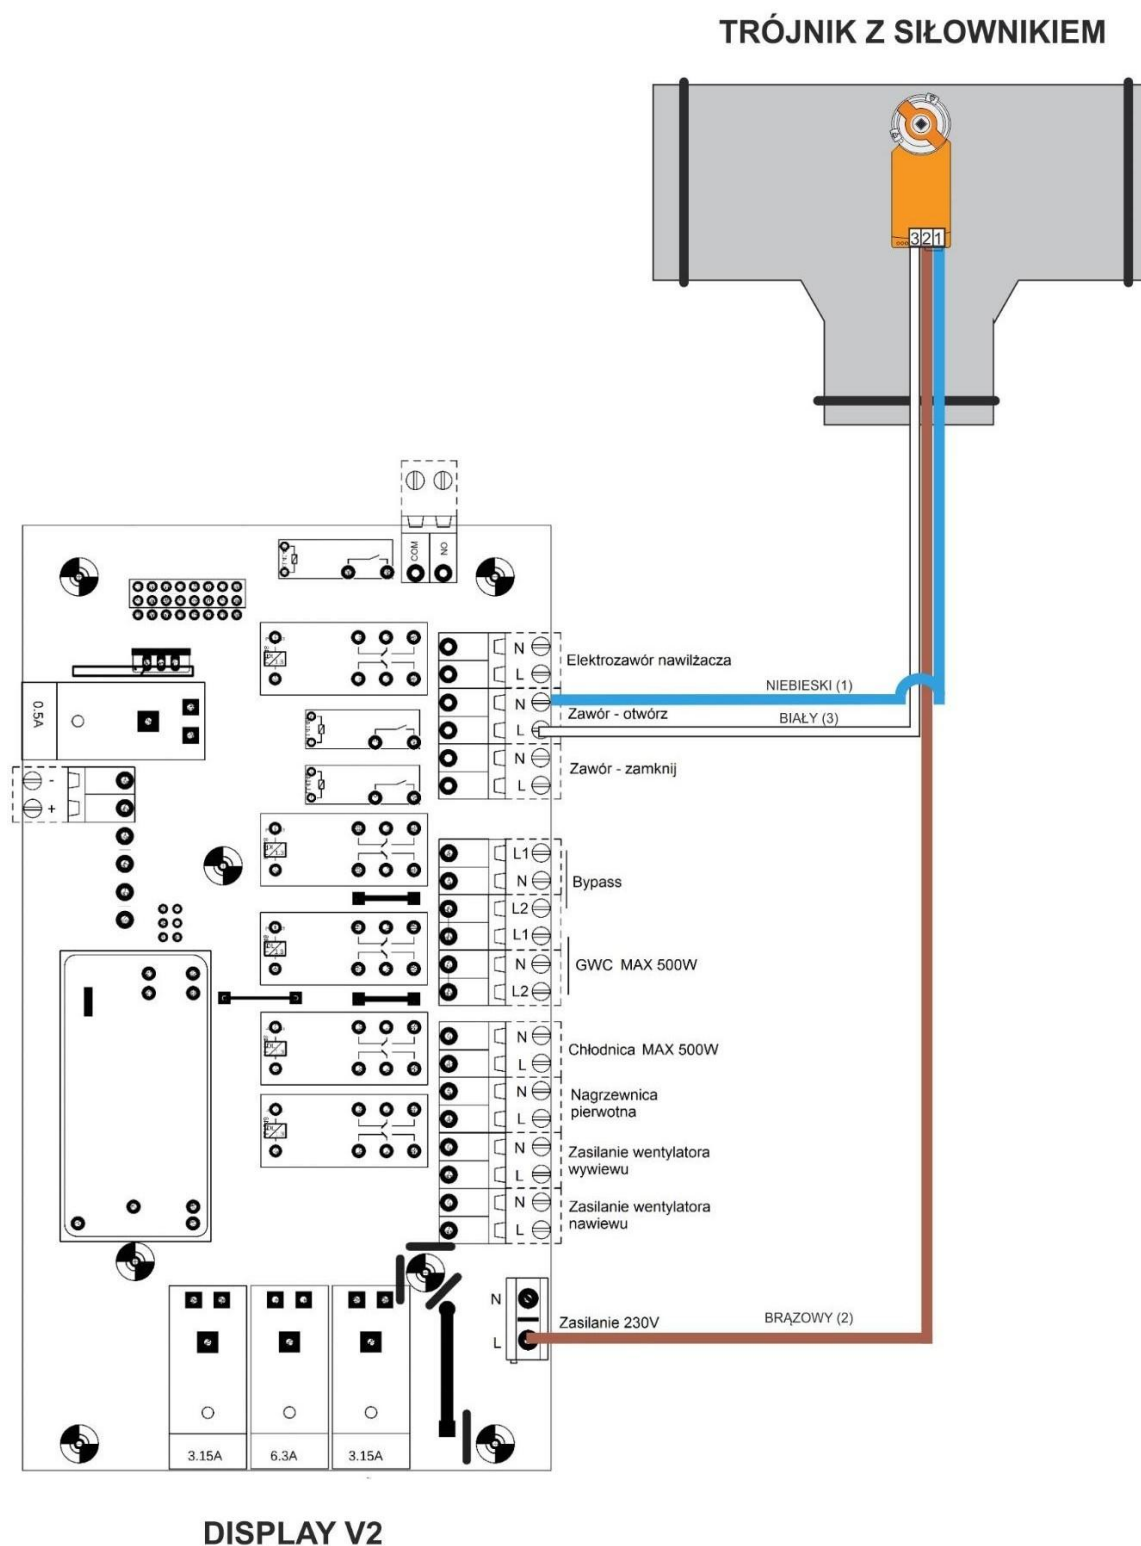 TRÓJNIK Z SIŁOWNIKIEM
321
COM
NO
N
Elektrozawór nawilżacza
L
NIEBIESKI (1)
N
Zawór - otwórz
L
BIAŁY (3)
N
Zawór - zamknij
L
0.5A
-
+
L1
N
Bypass
L2
L1
N
GWC MAX 500W
L2
N
Chłodnica MAX 500W
L
N
Nagrzewnica
pierwotna
L
N
Zasilanie wentylatora
wywiewu
L
N
Zasilanie wentylatora
nawiewu
L
N
Zasilanie 230V
BRĄZOWY (2)
L
3.15A
6.3A
3.15A
DISPLAY V2